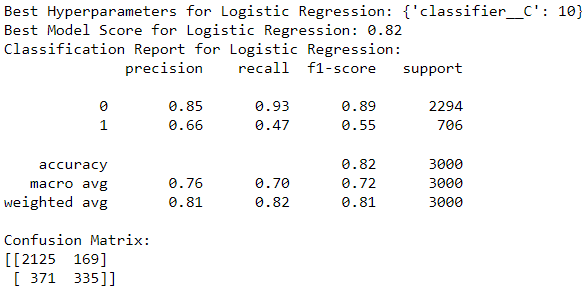 Best Hyperparameters for Logistic Regression: {'classifier__C': 10}
Best Model Score for Logistic Regression: 0.82
Classification Report for Logistic Regression:
              precision    recall  f1-score   support

           0       0.85      0.93      0.89      2294
           1       0.66      0.47      0.55       706

    accuracy                           0.82      3000
   macro avg       0.76      0.70      0.72      3000
weighted avg       0.81      0.82      0.81      3000

Confusion Matrix:
[[2125  169]
 [ 371  335]]